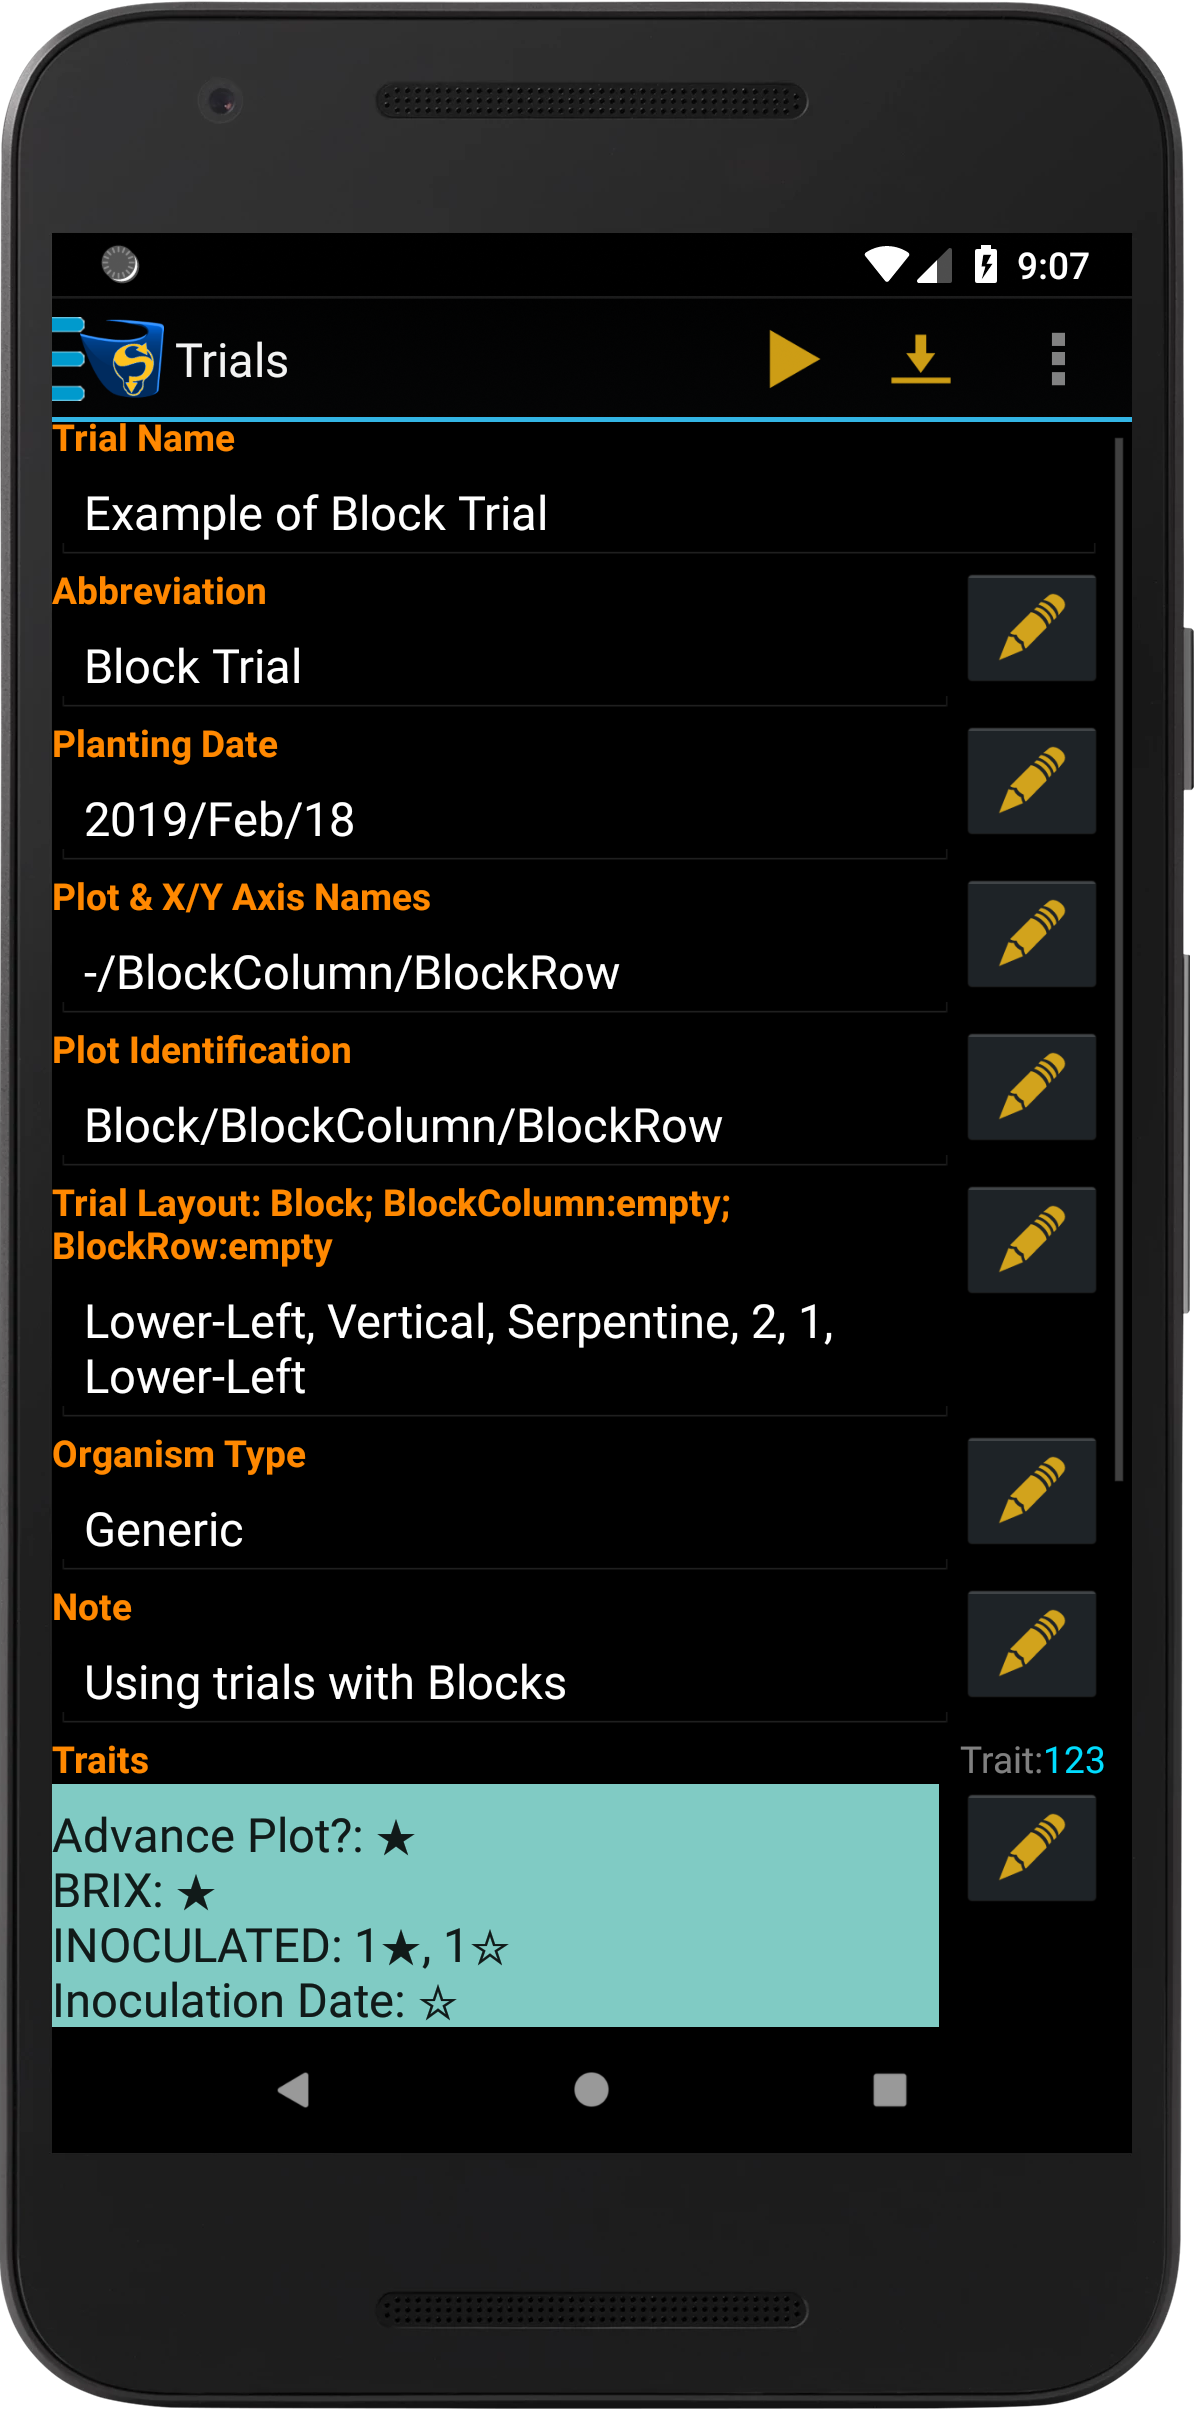 9:07
Trials
Trial Name
Example of Block Trial
Abbreviation
Block Trial
Planting Date
2019/Feb/18
Plot & X/Y Axis Names
-/BlockColumn/BlockRow
Plot Identification
Block/BlockColumn/BlockRow
Trial Layout: Block; BlockColumn:empty;
BlockRow:empty
Lower-Left, Vertical, Serpentine, 2, 1,
Lower-Left
Organism Type
Generic
Note
Using trials with Blocks
Traits
Trait:123
Advance Plot?: ★
BRIX: ★
INOCULATED: 1★, 1☆
Inoculation Date: ☆